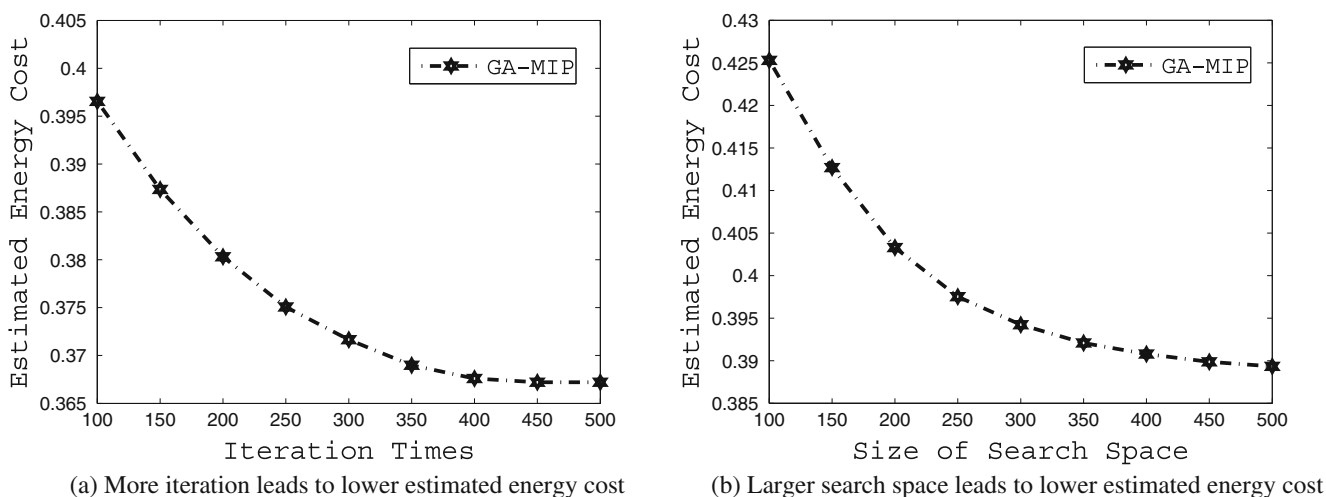 0.405
0.4
0.395
0.39
0.385
0.38
0.375
0.37
0.365
Estimated Energy Cost
GA-MIP
100 150 200 250 300 350 400 450 500
Iteration Times
(a) More iteration leads to lower estimated energy cost
0.43
0.425
0.42
0.415
0.41
0.405
0.4
0.395
0.39
0.385
Estimated Energy Cost
GA-MIP
100 150 200 250 300 350 400 450 500
Size of Search Space
(b) Larger search space leads to lower estimated energy cost